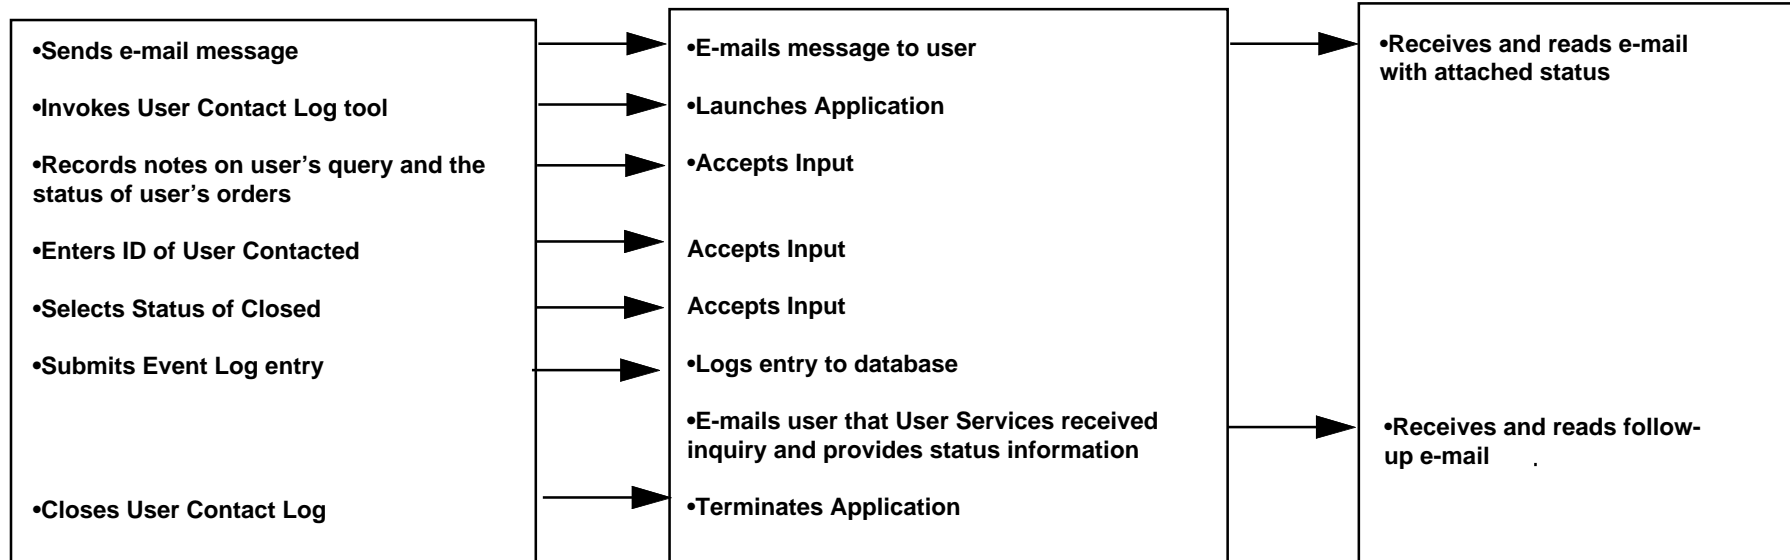 •Sends e-mail message
•Invokes User Contact Log tool
•Records notes on user’s query and the
status of user’s orders
•Enters ID of User Contacted
•Selects Status of Closed
•Submits Event Log entry
•Closes User Contact Log
•E-mails message to user
•Launches Application
•Accepts Input
Accepts Input
Accepts Input
•Logs entry to database
•E-mails user that User Services received
inquiry and provides status information
•Terminates Application
•Receives and reads e-mail
with attached status
•Receives and reads follow-
up e-mail .